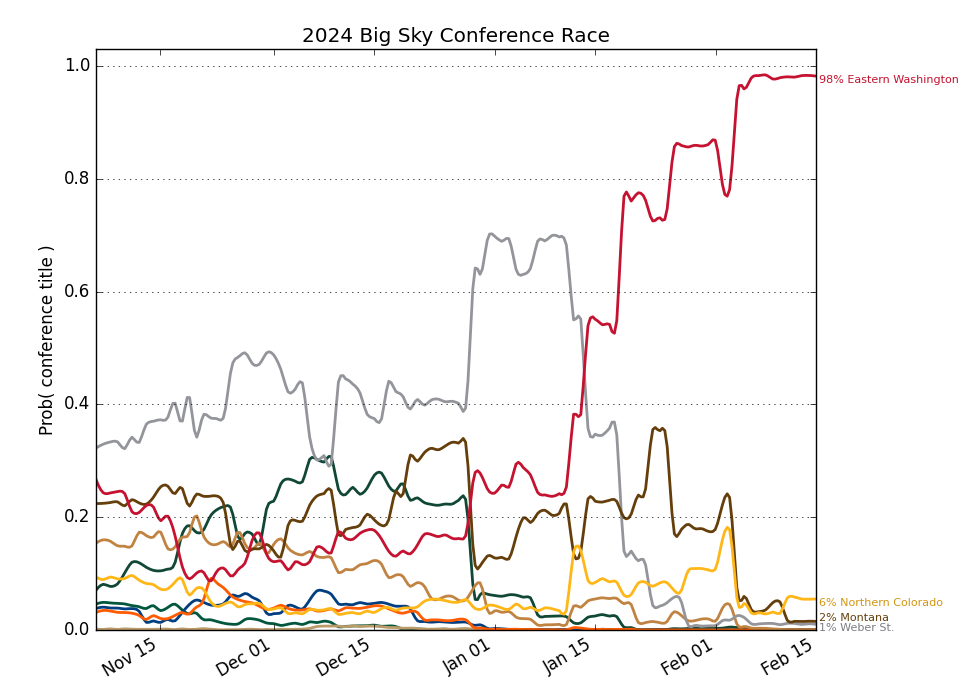 2024 Big Sky Conference Race
Prob( conference title )
1.0
0.8
0.6
0.4
0.2
0.0
98% Eastern Washington
6% Northern Colorado
2% Montana
1% Weber St.
Nov 15
Dec 01
Dec 15
Jan 01
Jan 15
Feb 01
Feb 15